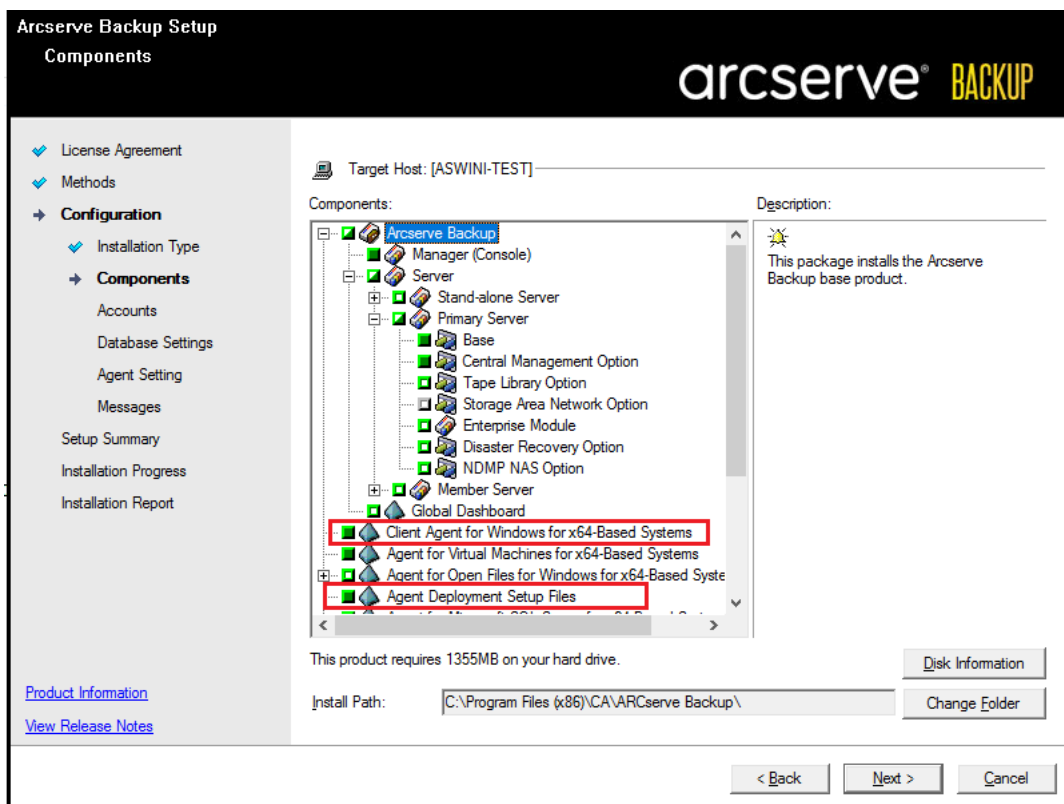 Arcserve Backup Setup
Components
arcserve® BACKUP
License Agreement
Methods
Configuration
Installation Type
Components
Accounts
Database Settings
Agent Setting
Messages
Setup Summary
Installation Progress
Installation Report
Product Information
View Release Notes
Target Host: [ASWINI-TEST]
Components:
Arcserve Backup
Manager (Console)
Server
Stand-alone Server
Primary Server
Base
Central Management Option
Tape Library Option
Storage Area Network Option
Enterprise Module
Disaster Recovery Option
NDMP NAS Option
Member Server
Global Dashboard
Client Agent for Windows for x64-Based Systems
Agent for Virtual Machines for x64-Based Systems
Agent for Open Files for Windows for x64-Based Syste
Agent Deployment Setup Files
Description:
This package installs the Arcserve
Backup base product.
This product requires 1355MB on your hard drive.
Disk Information
Install Path:
C:\Program Files (x86)\CA\ARCserve Backup\
Change Folder
< Back
Next >
Cancel